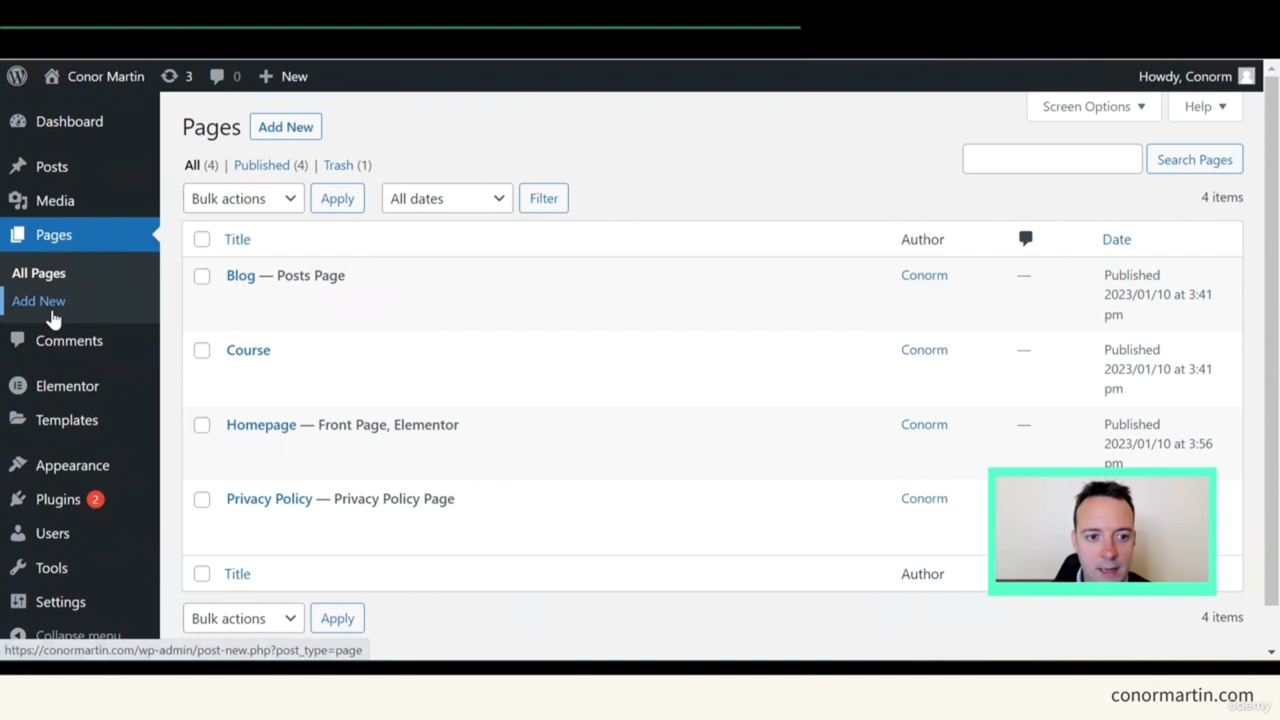 Conor Martin 3 0 New Howdy, Conorm
Dashboard
Posts
Media
Pages
All Pages
Add New
Comments
Elementor
Templates
Appearance
Plugins 2
Users
Tools
Settings
Collapse menu
Screen Options Help
Pages Add New
All (4) | Published (4) | Trash (1)
Search Pages
Bulk actions Apply All dates Filter 4 items
Title Author Date
Blog — Posts Page Conorm — Published
2023/01/10 at 3:41
pm
Course Conorm — Published
2023/01/10 at 3:41
pm
Homepage — Front Page, Elementor Conorm — Published
2023/01/10 at 3:56
pm
Privacy Policy — Privacy Policy Page Conorm
Title Author
Bulk actions Apply 4 items
https://conormartin.com/wp-admin/post-new.php?post_type=page
conormartin.com
udemy